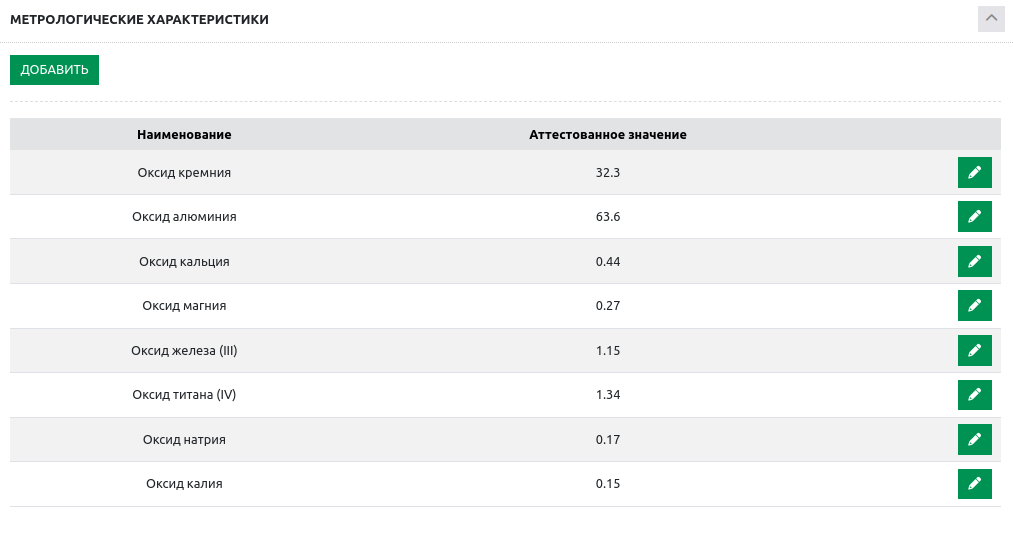 МЕТРОЛОГИЧЕСКИЕ ХАРАКТЕРИСТИКИ
ДОБАВИТЬ
Наименование Аттестованное значение
Оксид кремния 32.3
Оксид алюминия 63.6
Оксид кальция 0.44
Оксид магния 0.27
Оксид железа (III) 1.15
Оксид титана (IV) 1.34
Оксид натрия 0.17
Оксид калия 0.15